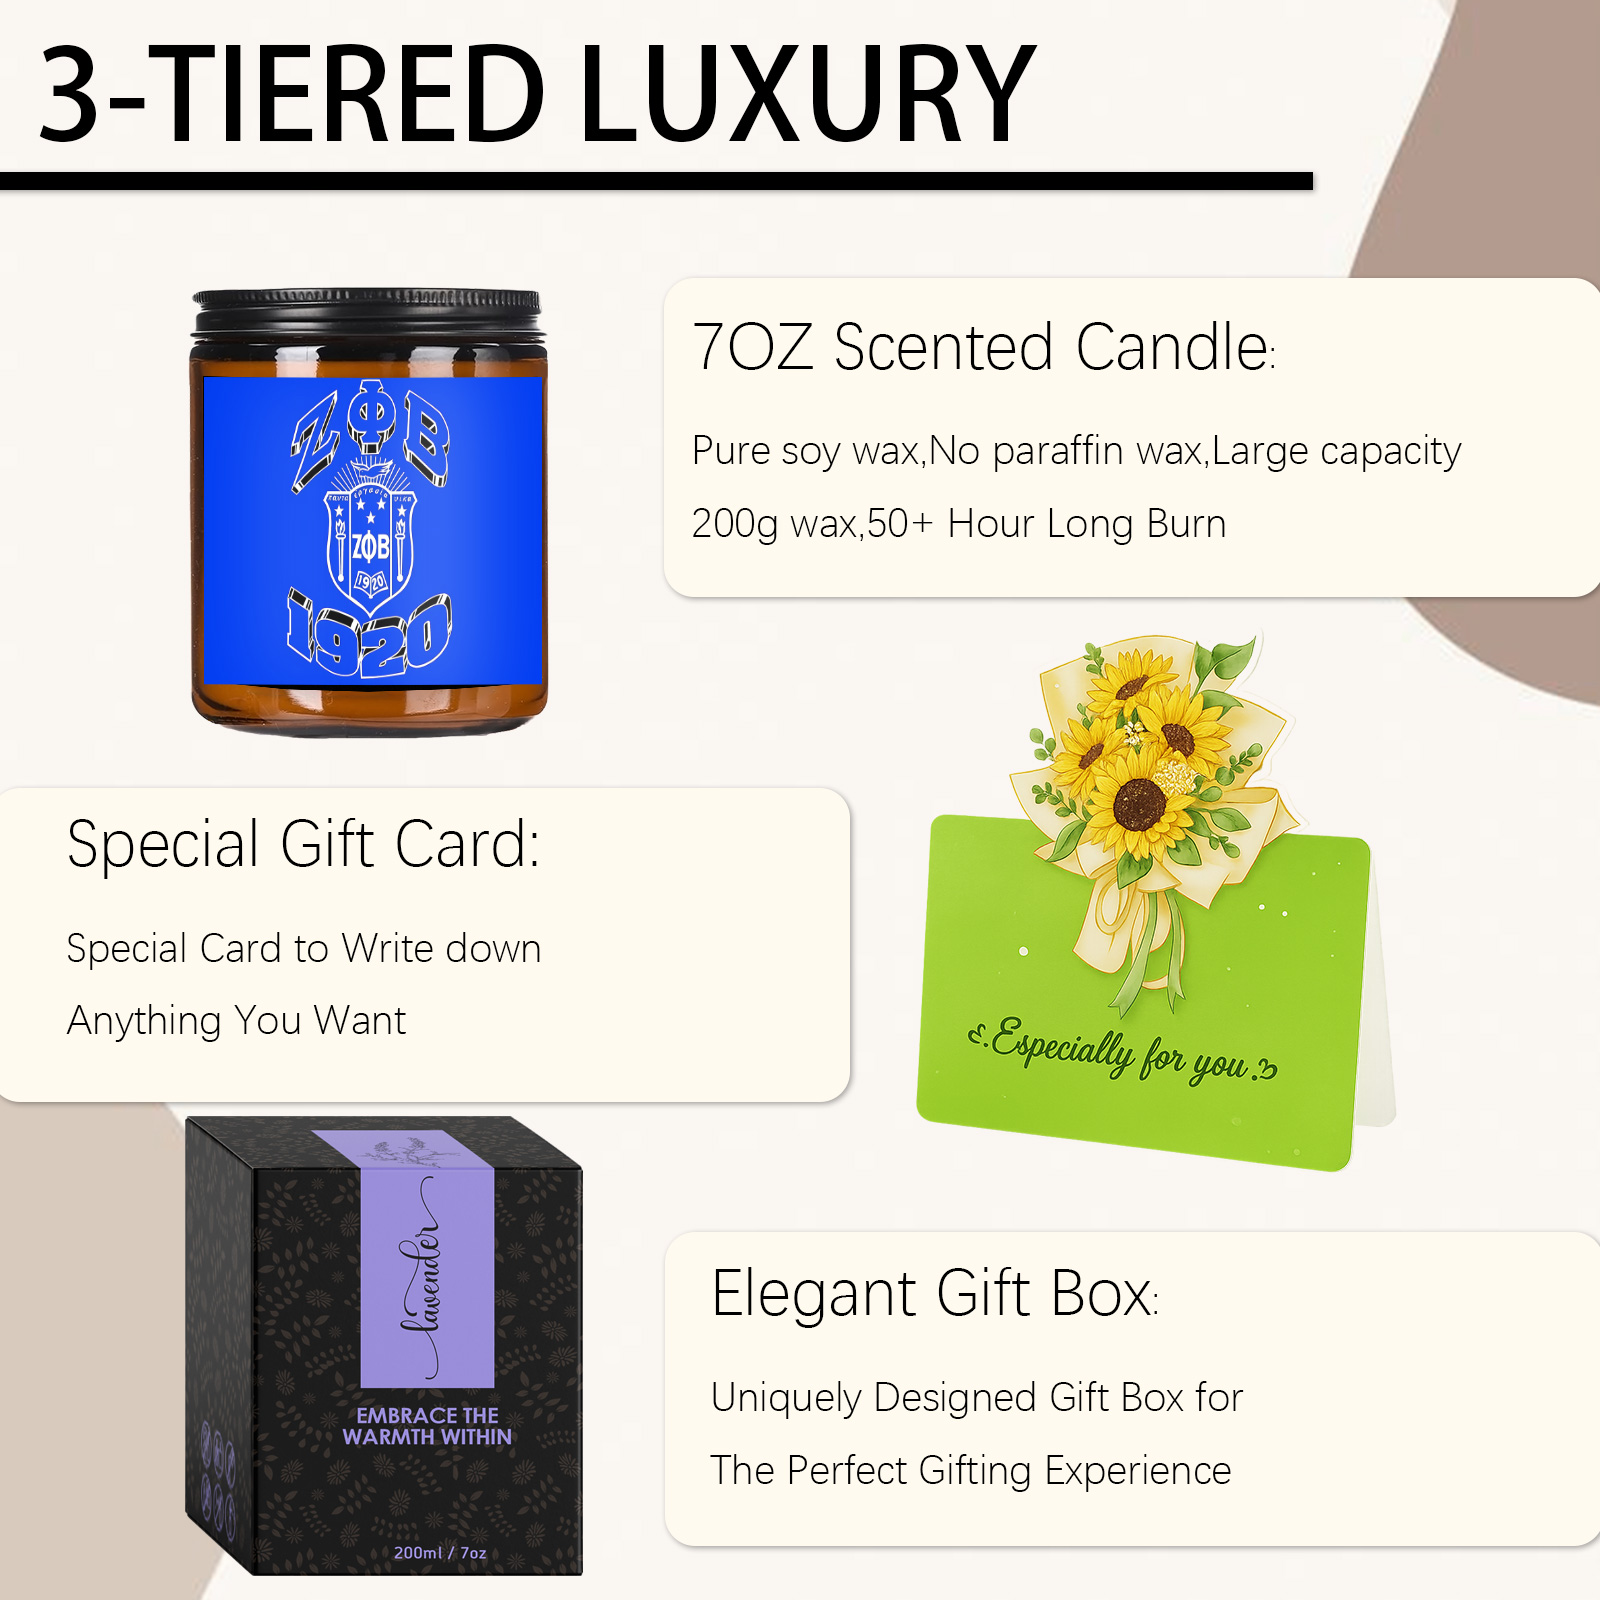 3-TIERED LUXURY
ΖΦΒ
ZΦB
1920
1920
7OZ Scented Candle:
Pure soy wax,No paraffin wax,Large capacity
200g wax,50+ Hour Long Burn
Special Gift Card:
Special Card to Write down
Anything You Want
Especially for you
lavender
EMBRACE THE
WARMTH WITHIN
200ml / 7oz
Elegant Gift Box:
Uniquely Designed Gift Box for
The Perfect Gifting Experience